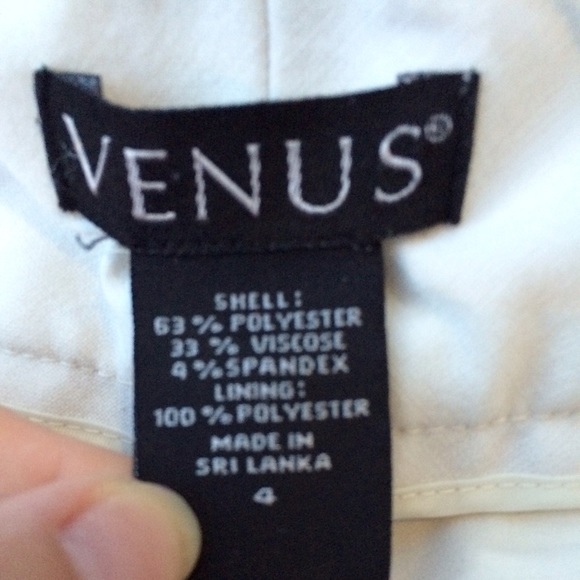 VENUS®
SHELL:
63% POLYESTER
33% VISCOSE
4% SPANDEX
LINING:
100% POLYESTER
MADE IN
SRI LANKA
4